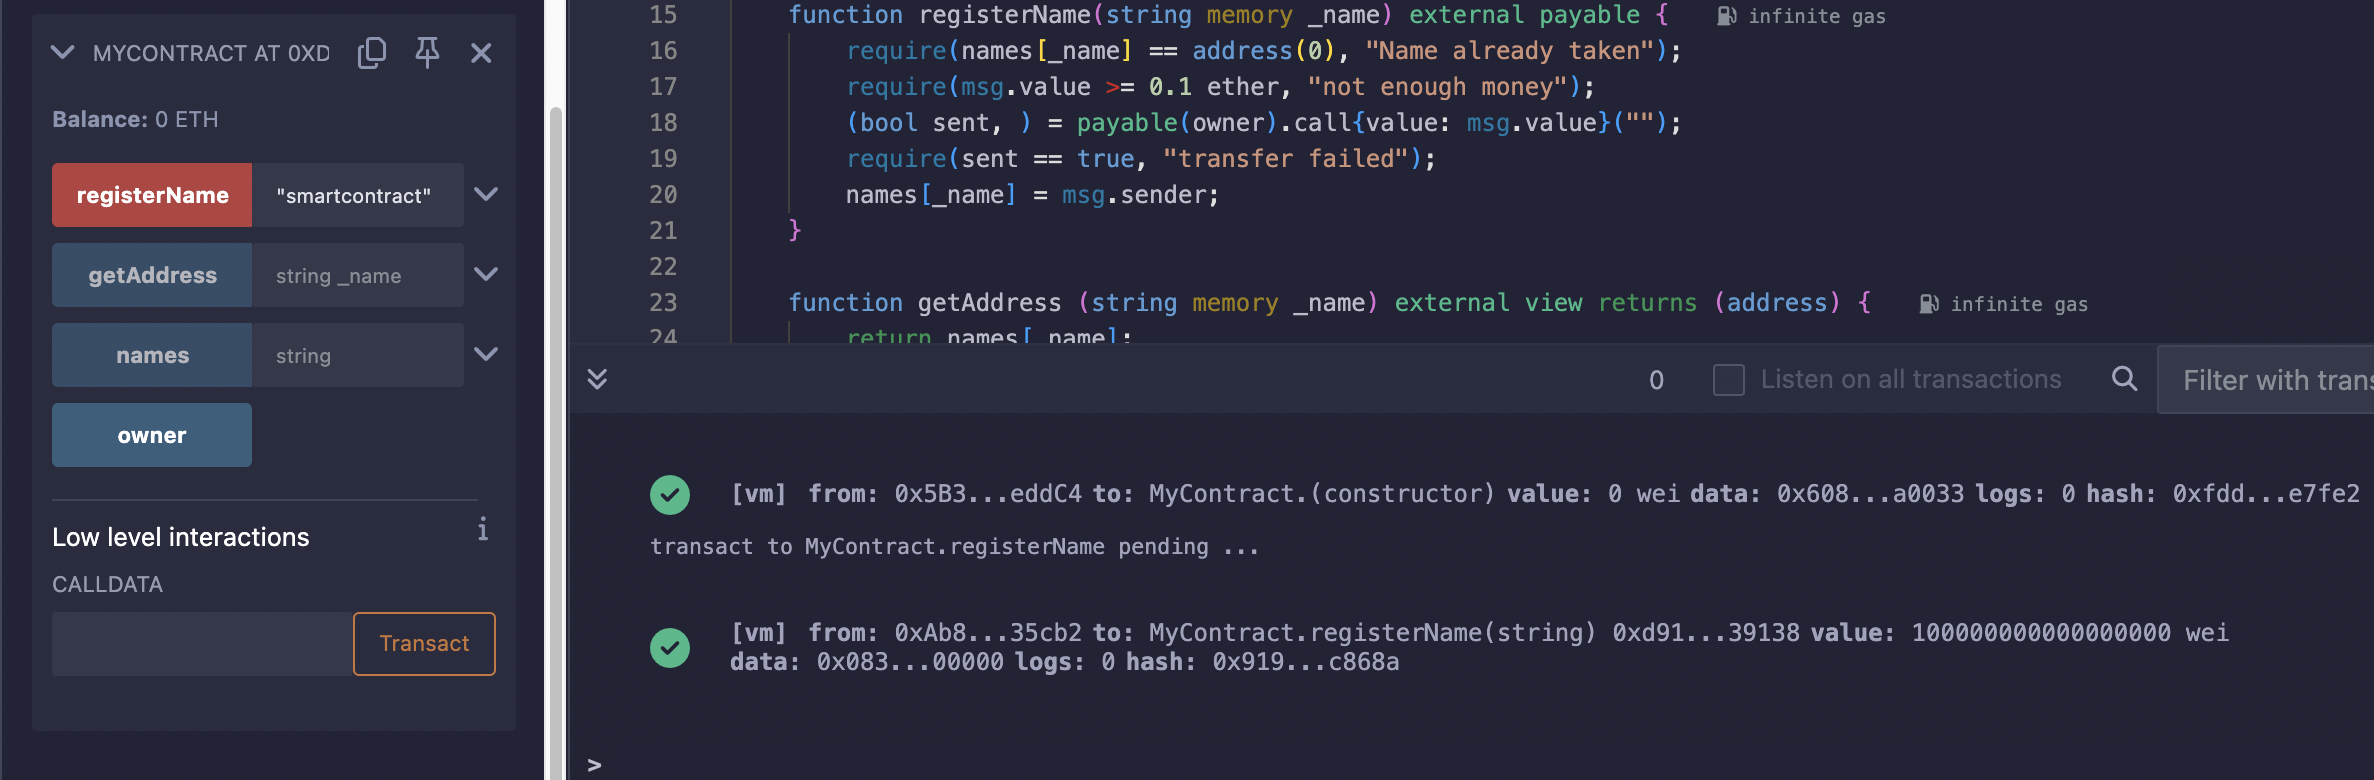 MYCONTRACT AT 0XD
Balance: 0 ETH
registerName "smartcontract"
getAddress string _name
names string
owner
Low level interactions i
CALLDATA
Transact
15 function registerName(string memory _name) external payable { infinite gas
16 require(names[_name] == address(0), "Name already taken");
17 require(msg.value >= 0.1 ether, "not enough money");
18 (bool sent, ) = payable(owner).call{value: msg.value}("");
19 require(sent == true, "transfer failed");
20 names[_name] = msg.sender;
21 }
22
23 function getAddress (string memory _name) external view returns (address) { infinite gas
24 return names[_name];
0 Listen on all transactions Filter with trans
[vm] from: 0x5B3...eddC4 to: MyContract.(constructor) value: 0 wei data: 0x608...a0033 logs: 0 hash: 0xfdd...e7fe2
transact to MyContract.registerName pending ...
[vm] from: 0xAb8...35cb2 to: MyContract.registerName(string) 0xd91...39138 value: 100000000000000000 wei
data: 0x083...00000 logs: 0 hash: 0x919...c868a
>